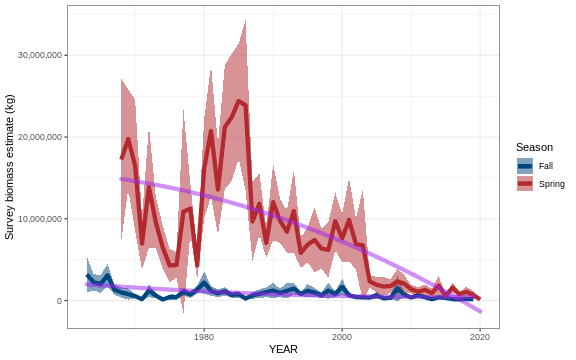 Survey biomass estimate (kg)
30,000,000
20,000,000
10,000,000
0
1980
2000
2020
YEAR
Season
Fall
Spring